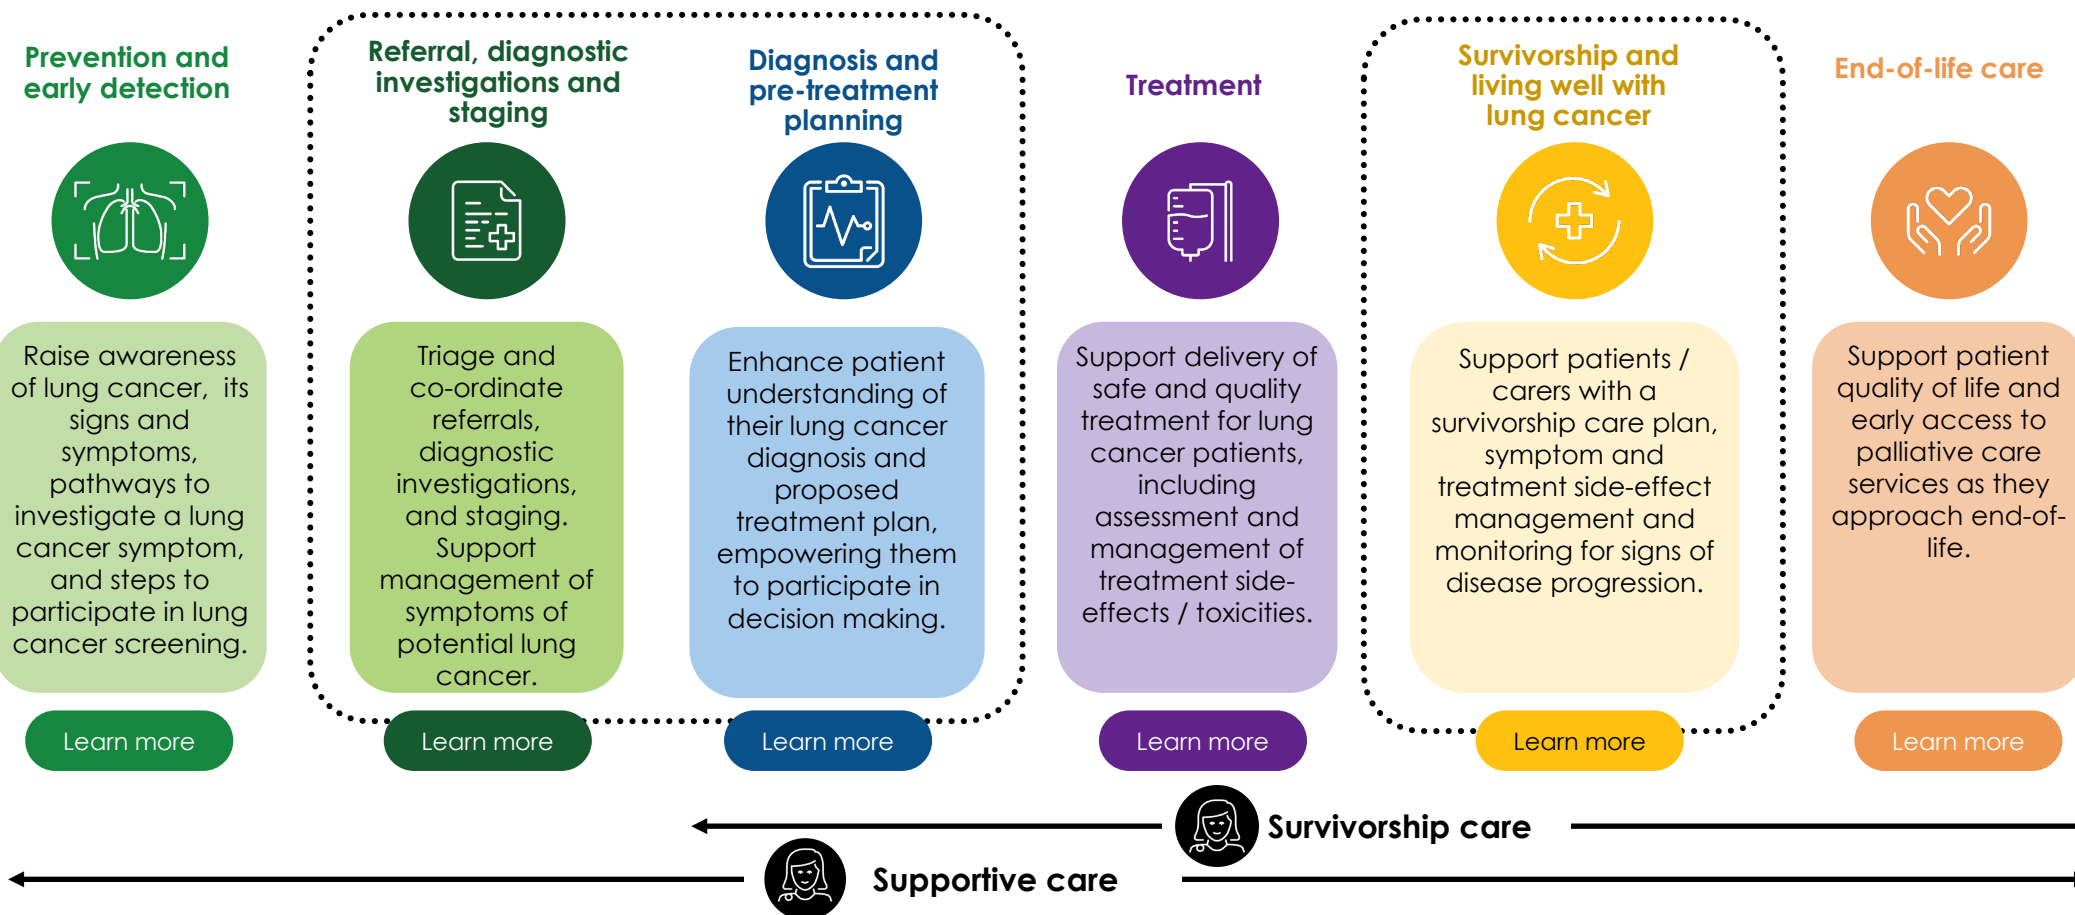 Prevention and
early detection
Raise awareness
of lung cancer, its
signs and
symptoms,
pathways to
investigate a lung
cancer symptom,
and steps to
participate in lung
cancer screening.
Learn more
Referral, diagnostic
investigations and
staging
Triage and
co-ordinate
referrals,
diagnostic
investigations,
and staging.
Support
management of
symptoms of
potential lung
cancer.
Learn more
Diagnosis and
pre-treatment
planning
Enhance patient
understanding of
their lung cancer
diagnosis and
proposed
treatment plan,
empowering them
to participate in
decision making.
Learn more
Treatment
Support delivery of
safe and quality
treatment for lung
cancer patients,
including
assessment and
management of
treatment side-
effects / toxicities.
Learn more
Survivorship and
living well with
lung cancer
Support patients /
carers with a
survivorship care plan,
symptom and
treatment side-effect
management and
monitoring for signs of
disease progression.
Learn more
End-of-life care
Support patient
quality of life and
early access to
palliative care
services as they
approach end-of-
life.
Learn more
Survivorship care
Supportive care